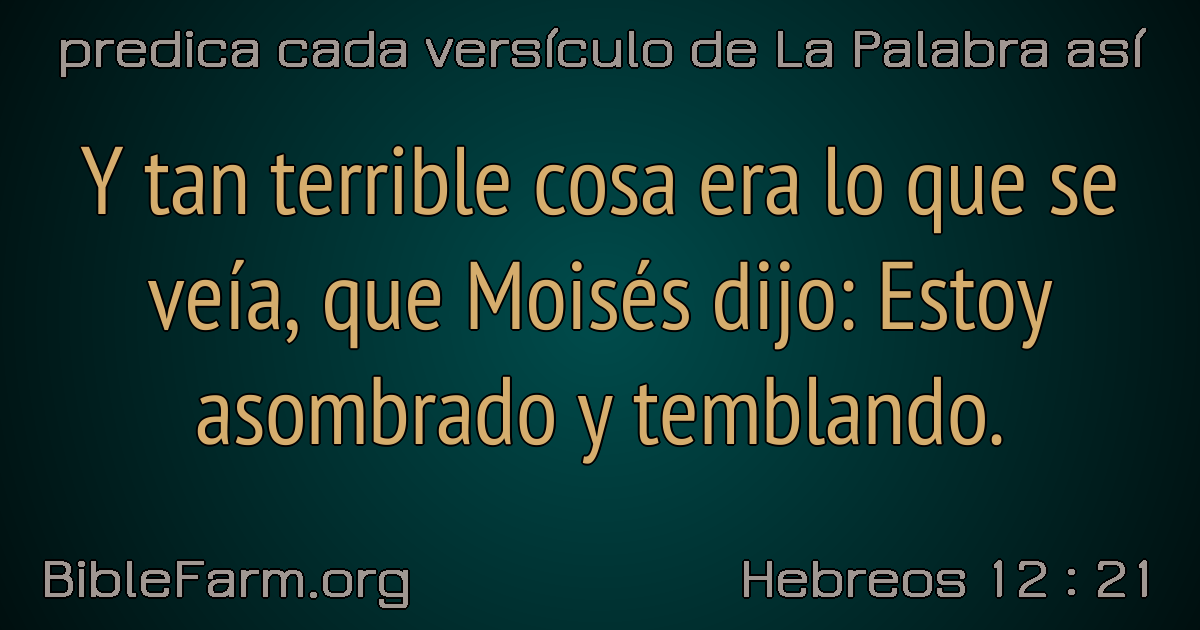 predica cada versículo de La Palabra así
Y tan terrible cosa era lo que se
veía, que Moisés dijo: Estoy
asombrado y temblando.
BibleFarm.org
Hebreos 12 : 21